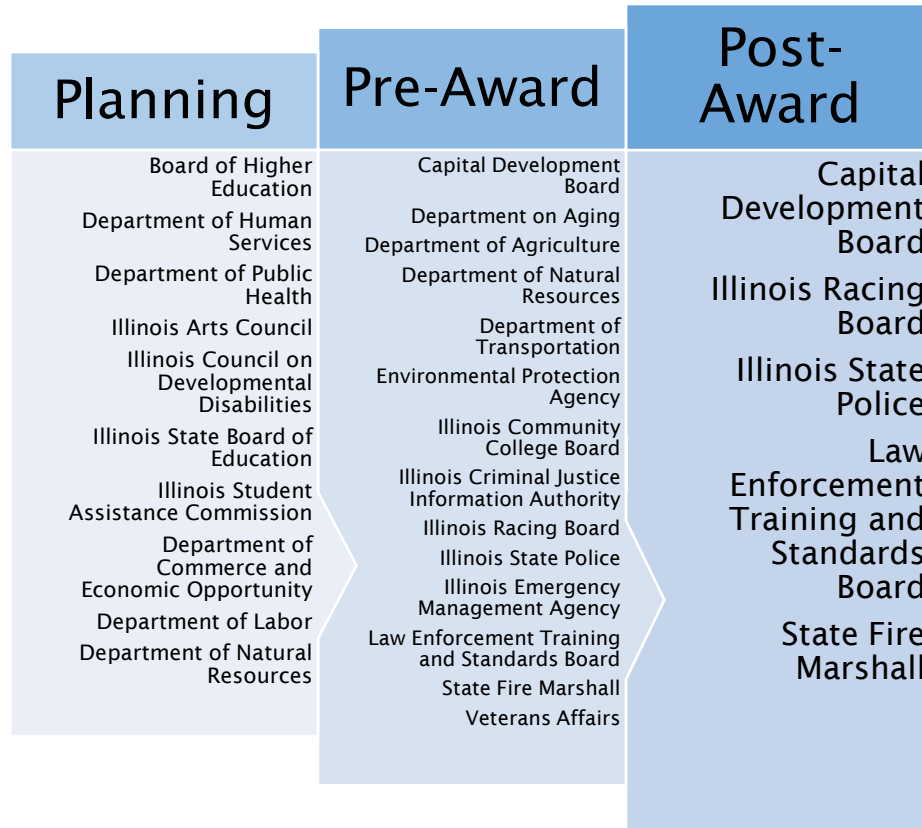 Planning
Board of Higher
Education
Department of Human
Services
Department of Public
Health
Illinois Arts Council
Illinois Council on
Developmental
Disabilities
Illinois State Board of
Education
Illinois Student
Assistance Commission
Department of
Commerce and
Economic Opportunity
Department of Labor
Department of Natural
Resources
Pre-Award
Capital Development
Board
Department on Aging
Department of Agriculture
Department of Natural
Resources
Department of
Transportation
Environmental Protection
Agency
Illinois Community
College Board
Illinois Criminal Justice
Information Authority
Illinois Racing Board
Illinois State Police
Illinois Emergency
Management Agency
Law Enforcement Training
and Standards Board
State Fire Marshall
Veterans Affairs
Post-
Award
Capital
Development
Board
Illinois Racing
Board
Illinois State
Police
Law
Enforcement
Training and
Standards
Board
State Fire
Marshall